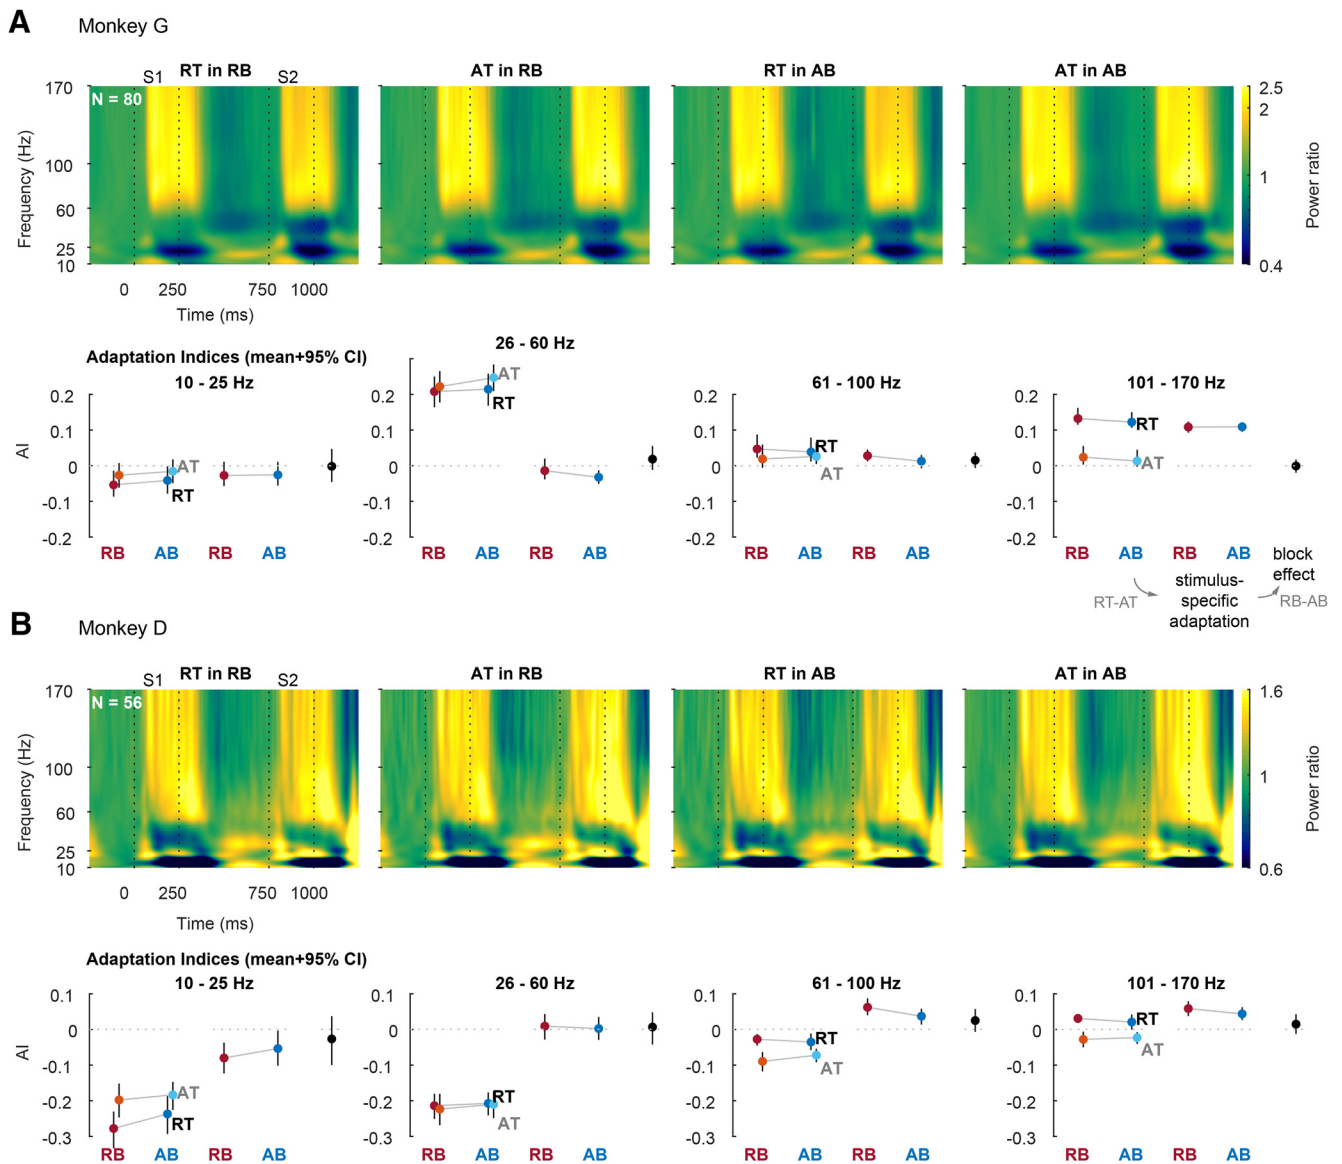 A Monkey G
S1 RT in RB S2 AT in RB RT in AB AT in AB
N = 80
170
100
60
25
10
Frequency (Hz)
0 250 750 1000
Time (ms)
2.5
2
1
0.4
Power ratio
Adaptation Indices (mean+95% CI)
10 - 25 Hz 26 - 60 Hz 61 - 100 Hz 101 - 170 Hz
AI
0.2 0.2 0.2 0.2
0.1 0.1 0.1 0.1
0 0 0 0
-0.1 -0.1 -0.1 -0.1
-0.2 -0.2 -0.2 -0.2
AT AT RT RT
RT RT AT AT
RB AB RB AB RB AB RB AB RB AB RB AB RB AB RB AB
block
effect
RT-AT stimulus-
specific
adaptation
RB-AB
B Monkey D
S1 RT in RB S2 AT in RB RT in AB AT in AB
N = 56
170
100
60
25
10
Frequency (Hz)
0 250 750 1000
Time (ms)
1.6
1
0.6
Power ratio
Adaptation Indices (mean+95% CI)
10 - 25 Hz 26 - 60 Hz 61 - 100 Hz 101 - 170 Hz
AI
0.1 0.1 0.1 0.1
0 0 0 0
-0.1 -0.1 -0.1 -0.1
-0.2 -0.2 -0.2 -0.2
-0.3 -0.3 -0.3 -0.3
AT RT RT RT
RT AT AT AT
RB AB RB AB RB AB RB AB RB AB RB AB RB AB RB AB